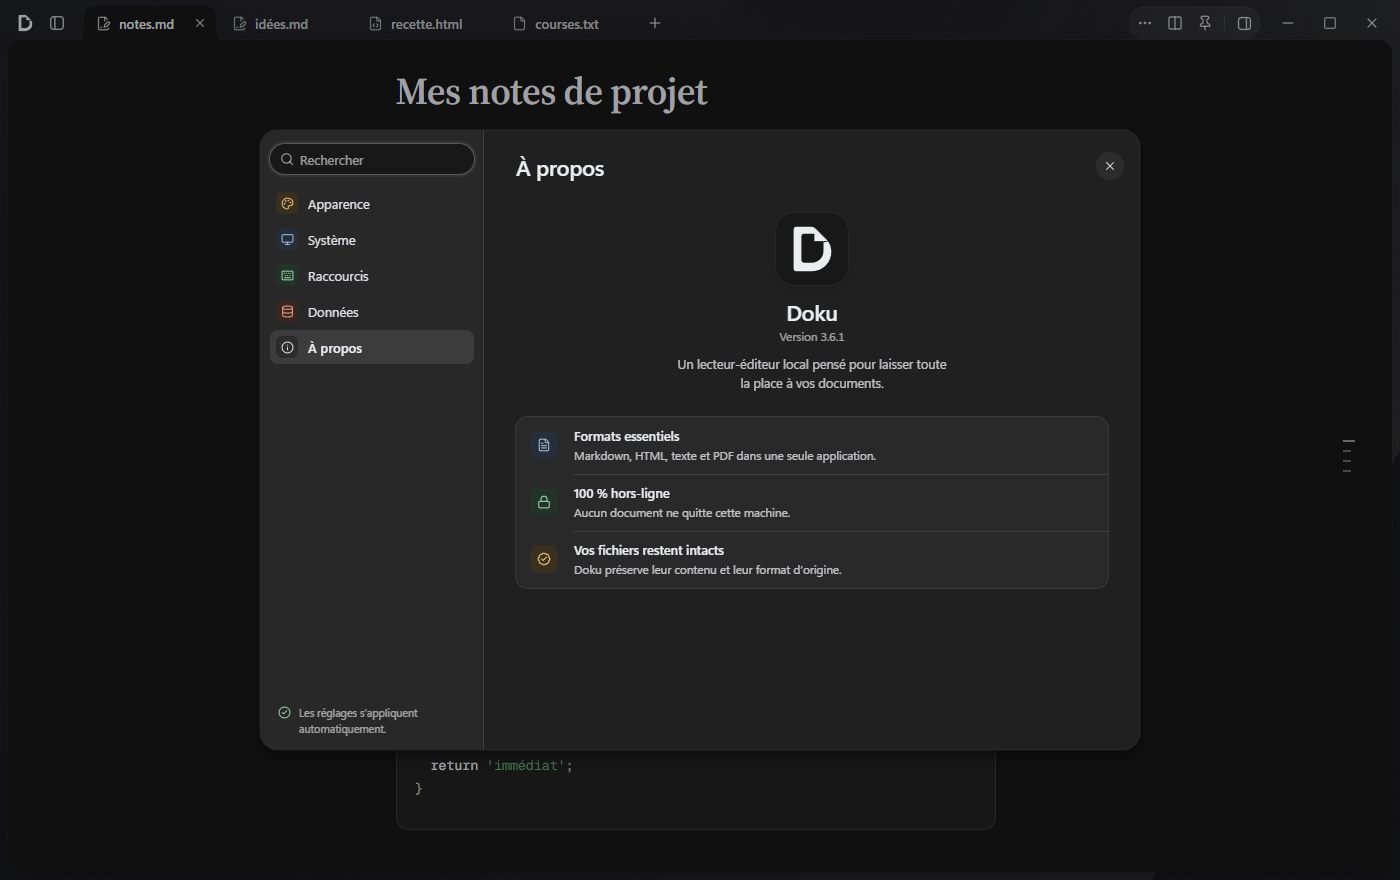 notes.md
idées.md
recette.html
courses.txt
Mes notes de projet
Rechercher
Apparence
Système
Raccourcis
Données
À propos
Les réglages s'appliquent
automatiquement.
À propos
Doku
Version 3.6.1
Un lecteur-éditeur local pensé pour laisser toute
la place à vos documents.
Formats essentiels
Markdown, HTML, texte et PDF dans une seule application.
100 % hors-ligne
Aucun document ne quitte cette machine.
Vos fichiers restent intacts
Doku préserve leur contenu et leur format d'origine.
return 'immédiat';
}